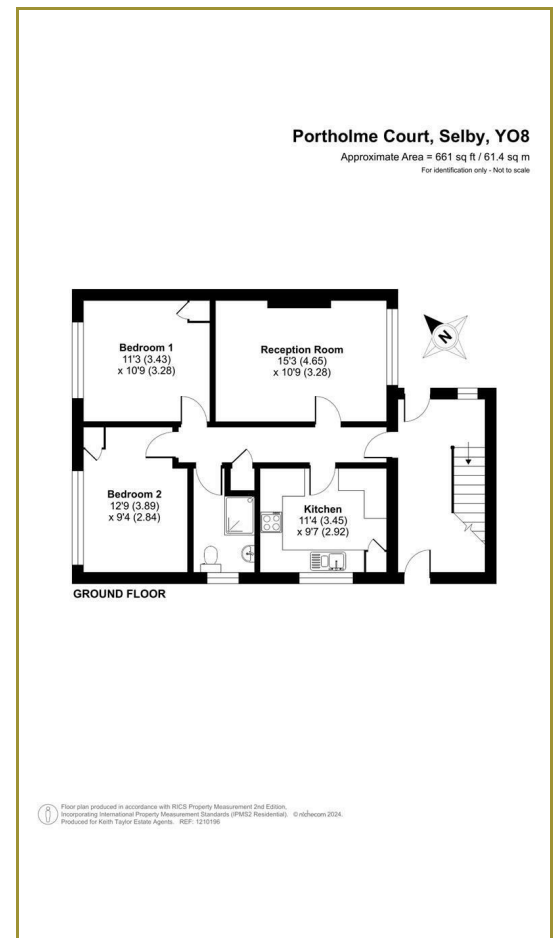 Portholme Court, Selby, YO8
Approximate Area = 661 sq ft / 61.4 sq m
For identification only - Not to scale
Bedroom 1
11'3 (3.43)
x 10'9 (3.28)
Reception Room
15'3 (4.65)
x 10'9 (3.28)
N
Bedroom 2
12'9 (3.89)
x 9'4 (2.84)
Kitchen
11'4 (3.45)
x 9'7 (2.92)
GROUND FLOOR
Floor plan produced in accordance with RICS Property Measurement 2nd Edition,
Incorporating International Property Measurement Standards (IPMS2 Residential). © nichecom 2024.
Produced for Keith Taylor Estate Agents. REF: 1210196